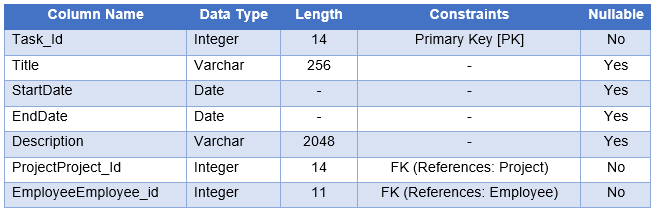 Column Name Data Type Length Constraints Nullable
Task_Id Integer 14 Primary Key [PK] No
Title Varchar 256 - Yes
StartDate Date - - Yes
EndDate Date - - Yes
Description Varchar 2048 - Yes
ProjectProject_Id Integer 14 FK (References: Project) No
EmployeeEmployee_id Integer 11 FK (References: Employee) No